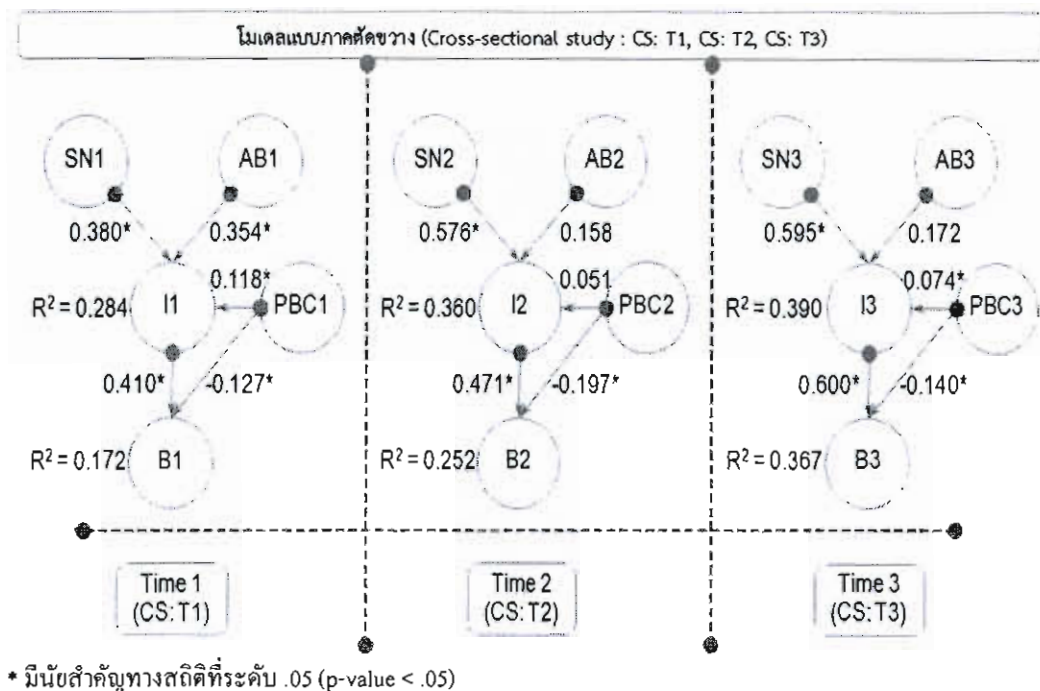 โมเดลแบบภาคตัดขวาง (Cross-sectional study : CS: T1, CS: T2, CS: T3)
SN1 AB1 SN2 AB2 SN3 AB3
0.380* 0.354* 0.576* 0.158 0.595* 0.172
0.118* 0.051 0.074*
R² = 0.284 I1 PBC1 R² = 0.360 I2 PBC2 R² = 0.390 I3 PBC3
0.410* -0.127* 0.471* -0.197* 0.600* -0.140*
R² = 0.172 B1 R² = 0.252 B2 R² = 0.367 B3
Time 1 Time 2 Time 3
(CS: T1) (CS: T2) (CS: T3)
* มีนัยสำคัญทางสถิติที่ระดับ .05 (p-value < .05)